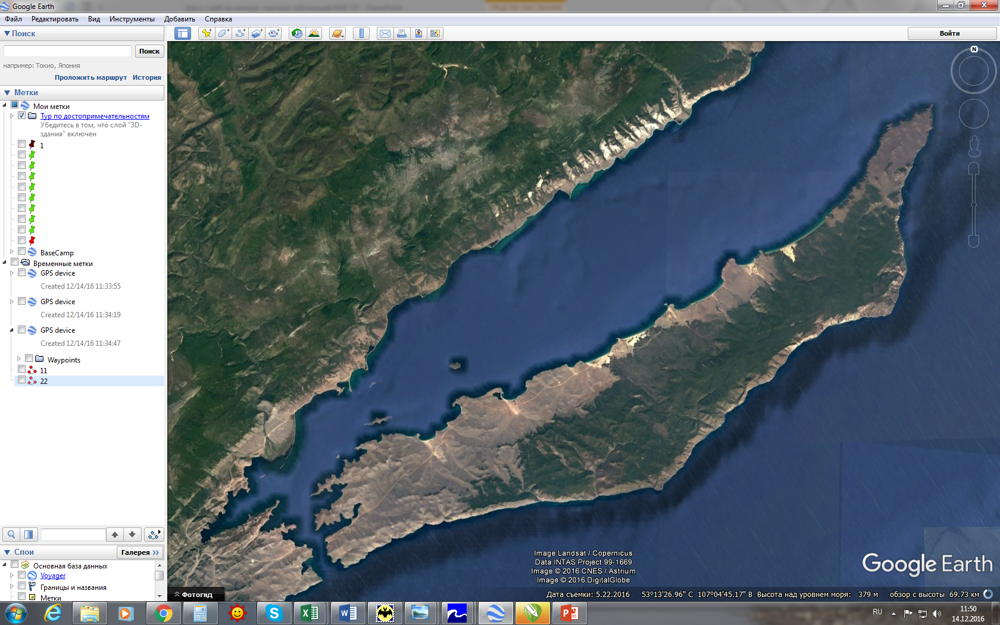 Google Earth
Файл Редактировать Вид Инструменты Добавить Справка
Поиск
Войти
Поиск
например: Токио, Япония
Проложить маршрут История
Метки
Мои метки
Тур по достопримечательностям
Убедитесь в том, что слой "3D-
здания" включен
1
BaseCamp
Временные метки
GPS device
Created 12/14/16 11:33:55
GPS device
Created 12/14/16 11:34:19
GPS device
Created 12/14/16 11:34:47
Waypoints
11
22
Слои
Галерея
Основная база данных
Voyager
Границы и названия
Метки
N
Image Landsat / Copernicus
Data INTAS Project 99-1669
Image © 2016 CNES / Astrium
Image © 2016 DigitalGlobe
Google Earth
Фотогид
Дата съемки: 5.22.2016 53°13'26.96" С 107°04'45.17" В Высота над уровнем моря: 379 м обзор с высоты 69.73 км
RU
11:50
14.12.2016